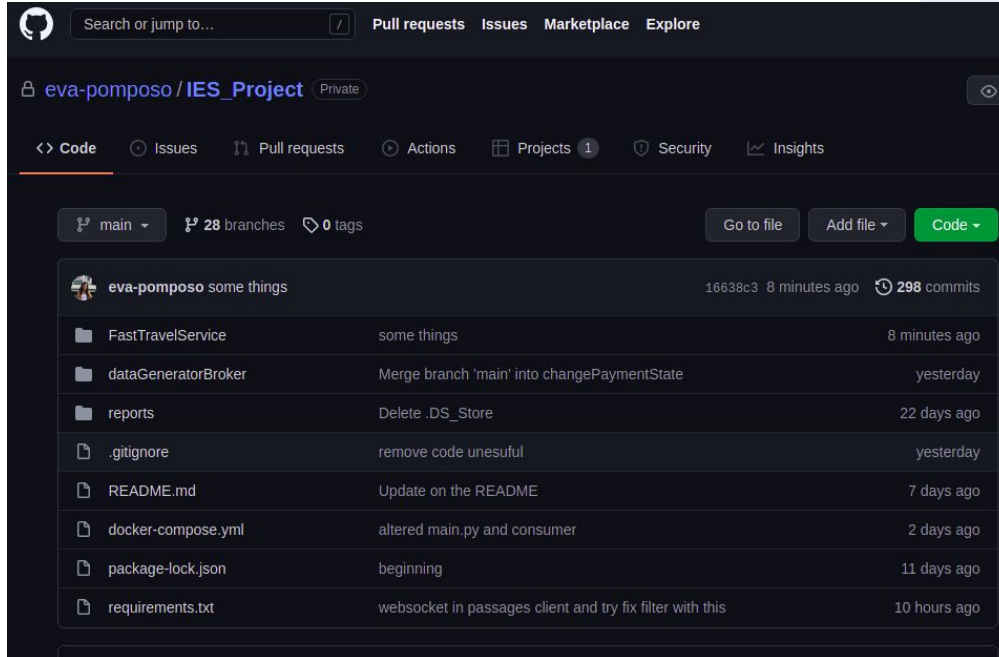 Search or jump to... / Pull requests Issues Marketplace Explore
eva-pomposo / IES_Project Private
<> Code Issues Pull requests Actions Projects 1 Security Insights
main 28 branches 0 tags Go to file Add file Code
eva-pomposo some things 16638c3 8 minutes ago 298 commits
FastTravelService some things 8 minutes ago
dataGeneratorBroker Merge branch 'main' into changePaymentState yesterday
reports Delete .DS_Store 22 days ago
.gitignore remove code unesuful yesterday
README.md Update on the README 7 days ago
docker-compose.yml altered main.py and consumer 2 days ago
package-lock.json beginning 11 days ago
requirements.txt websocket in passages client and try fix filter with this 10 hours ago